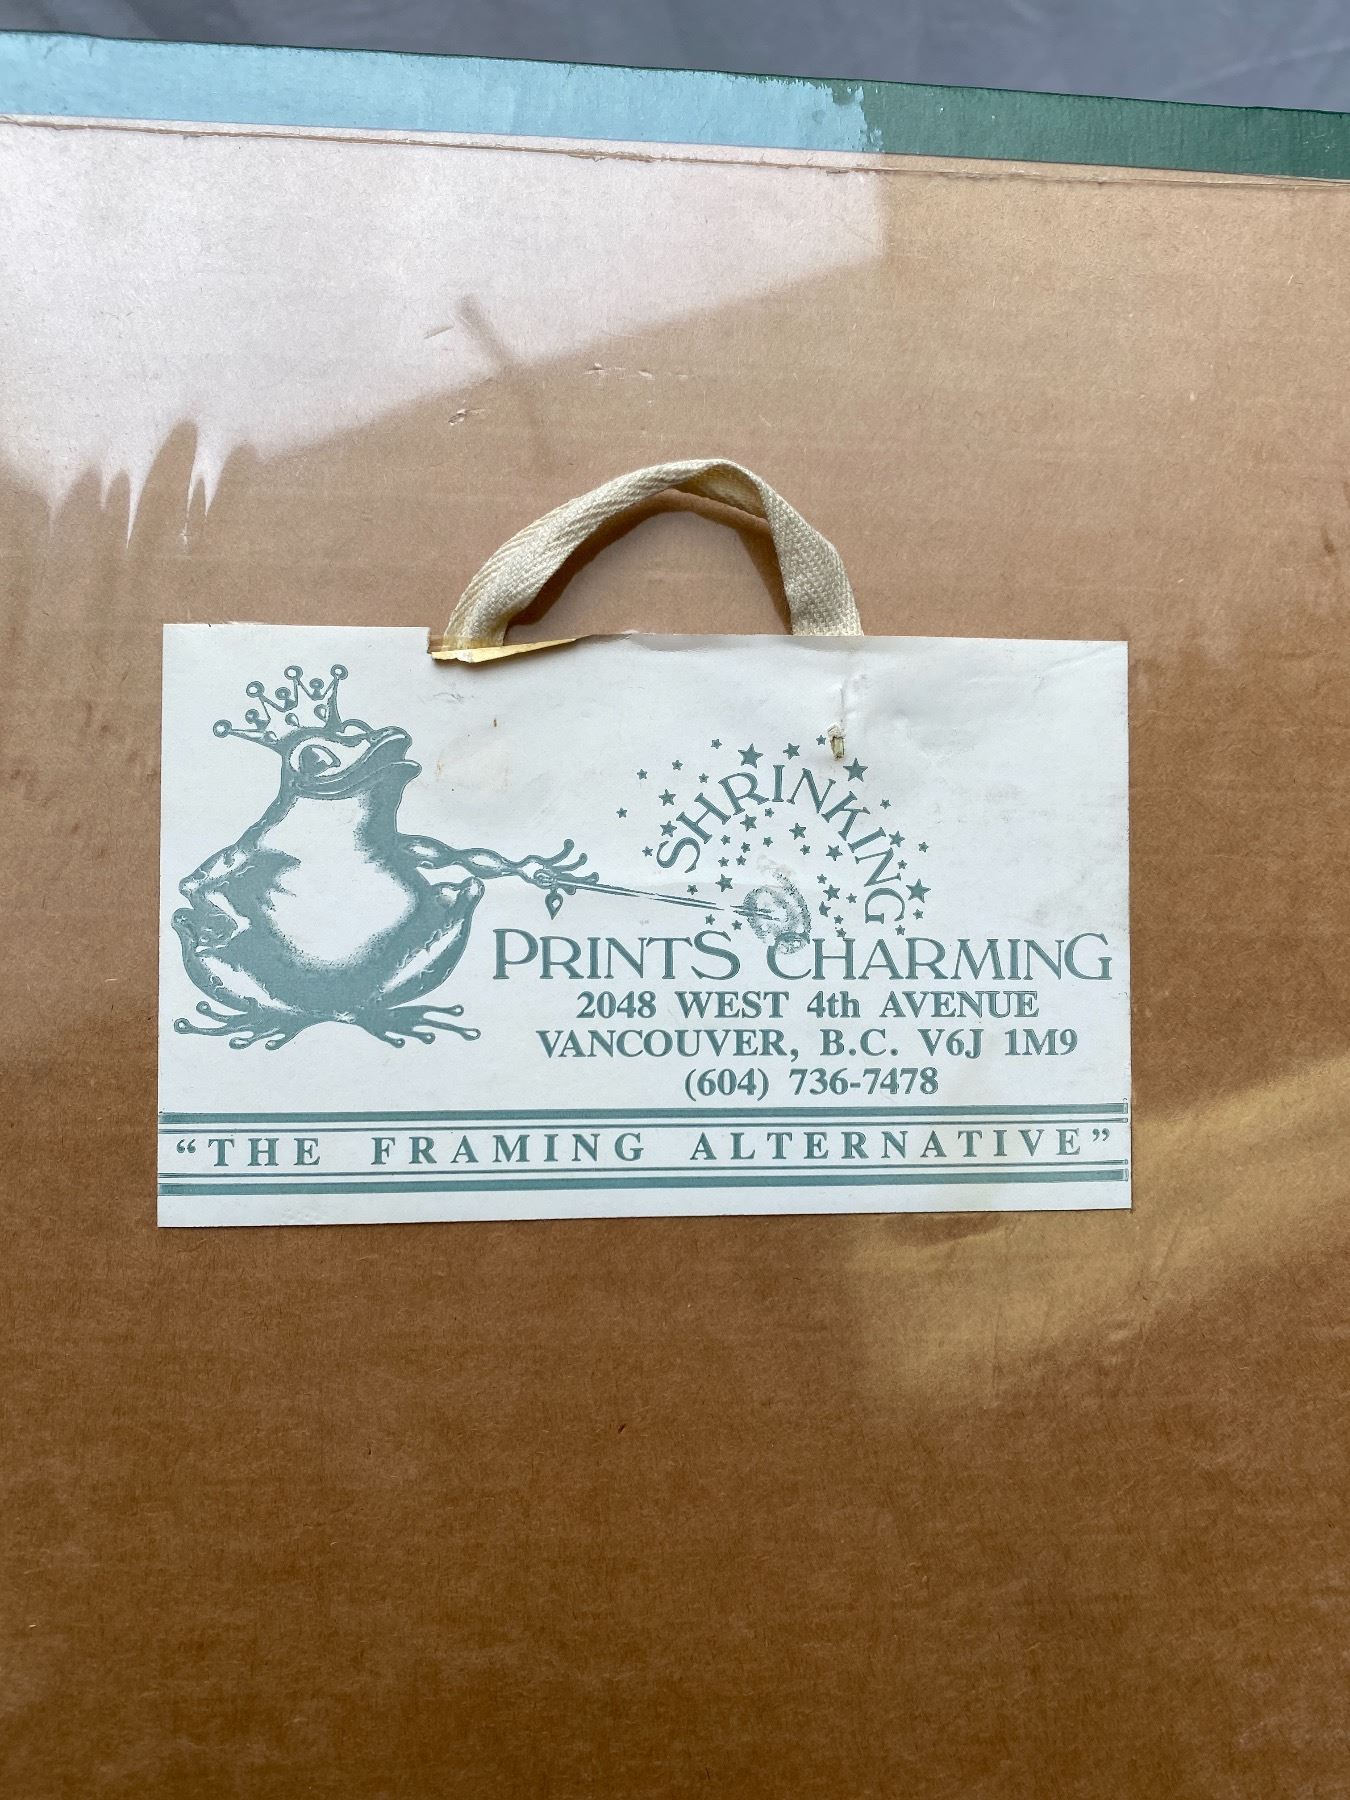 SHRINKING
PRINTS CHARMING
2048 WEST 4th AVENUE
VANCOUVER, B.C. V6J 1M9
(604) 736-7478
“THE FRAMING ALTERNATIVE”